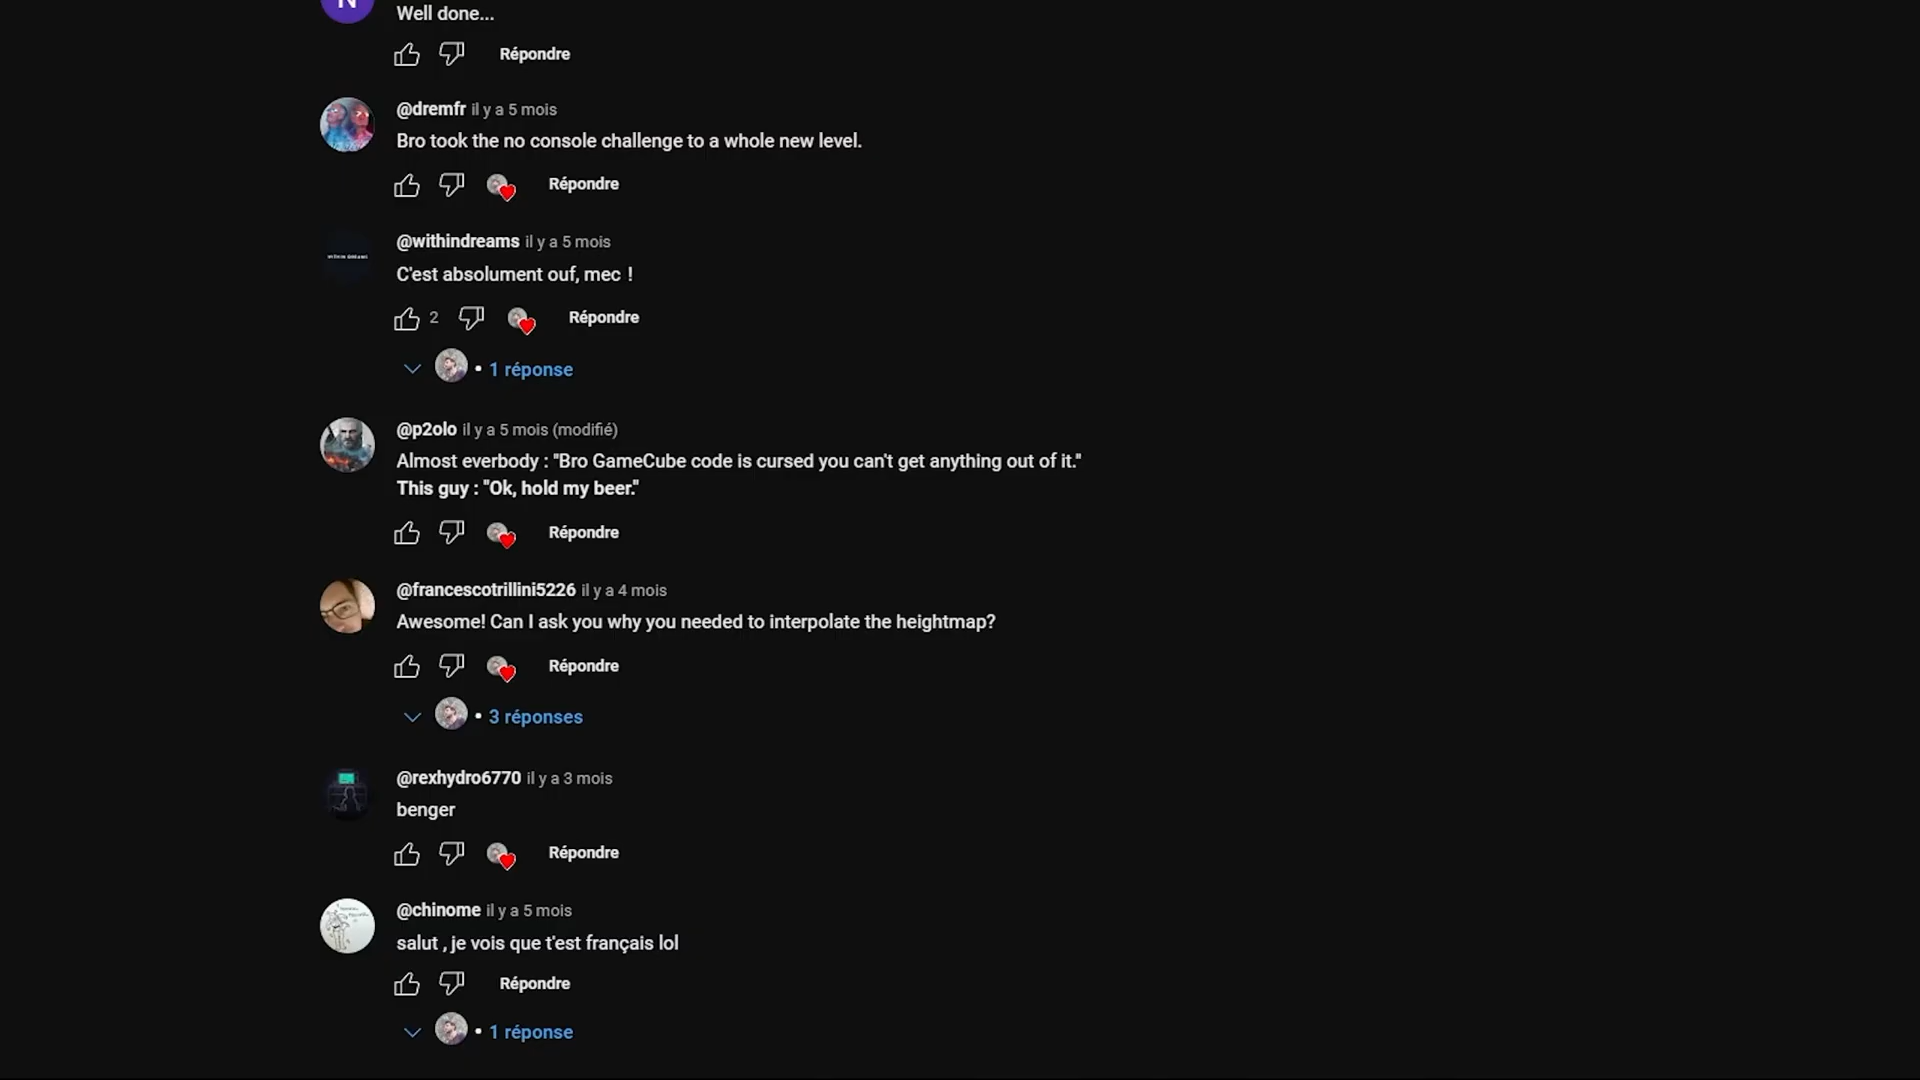 N
Well done...
Répondre
@dremfr il y a 5 mois
Bro took the no console challenge to a whole new level.
Répondre
@withindreams il y a 5 mois
C'est absolument ouf, mec !
2 Répondre
• 1 réponse
@p2olo il y a 5 mois (modifié)
Almost everbody : "Bro GameCube code is cursed you can't get anything out of it."
This guy : "Ok, hold my beer."
Répondre
@francescotrillini5226 il y a 4 mois
Awesome! Can I ask you why you needed to interpolate the heightmap?
Répondre
• 3 réponses
@rexhydro6770 il y a 3 mois
benger
Répondre
@chinome il y a 5 mois
salut , je vois que t'est français lol
Répondre
• 1 réponse